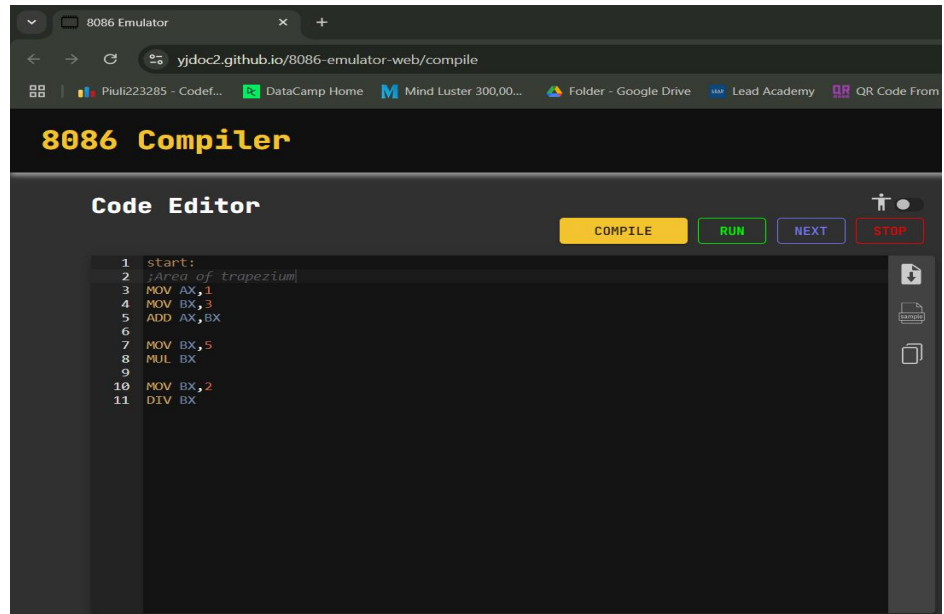 8086 Emulator
yjdoc2.github.io/8086-emulator-web/compile
Piuli223285 - Codef... DC DataCamp Home M Mind Luster 300,00... Folder - Google Drive LEAD Lead Academy QR QR Code From
8086 Compiler
Code Editor
COMPILE RUN NEXT STOP
1 start:
2 ;Area of trapezium
3 MOV AX,1
4 MOV BX,3
5 ADD AX,BX
6
7 MOV BX,5
8 MUL BX
9
10 MOV BX,2
11 DIV BX
sample